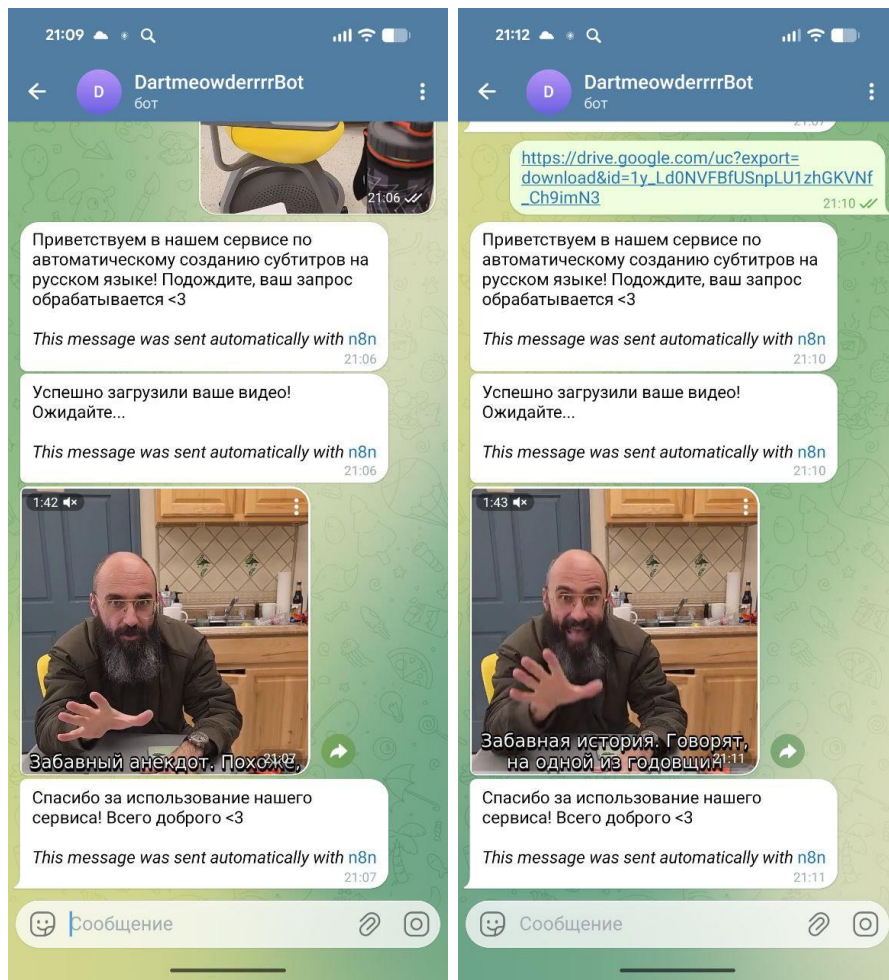 21:09
D
DartmeowderrrrBot
бот
21:06
Приветствуем в нашем сервисе по
автоматическому созданию субтитров на
русском языке! Подождите, ваш запрос
обрабатывается <3
This message was sent automatically with n8n
21:06
Успешно загрузили ваше видео!
Ожидайте...
This message was sent automatically with n8n
21:06
1:42
Забавный анекдот. Похоже,
21:07
Спасибо за использование нашего
сервиса! Всего доброго <3
This message was sent automatically with n8n
21:07
Сообщение
21:12
D
DartmeowderrrrBot
бот
21:07
https://drive.google.com/uc?export=
download&id=1y_Ld0NVFBfUSnpLU1zhGKVNf
_Ch9imN3
21:10
Приветствуем в нашем сервисе по
автоматическому созданию субтитров на
русском языке! Подождите, ваш запрос
обрабатывается <3
This message was sent automatically with n8n
21:10
Успешно загрузили ваше видео!
Ожидайте...
This message was sent automatically with n8n
21:10
1:43
Забавная история. Говорят,
на одной из годовщин
21:11
Спасибо за использование нашего
сервиса! Всего доброго <3
This message was sent automatically with n8n
21:11
Сообщение